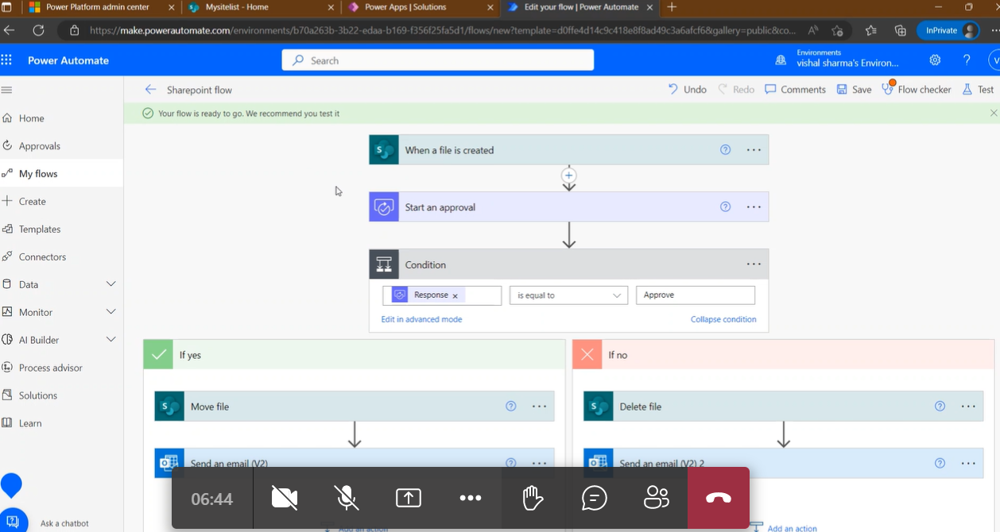 Power Platform admin center
Mysitelist - Home
Power Apps | Solutions
Edit your flow | Power Automate
https://make.powerautomate.com/environments/b70a263b-3b22-edaa-b169-f356f25fa5d1/flows/new?template=d0ffe4d14c9c418e8f8ad49c3a6afcf6&gallery=public&co...
InPrivate
Power Automate
Search
Environments
vishal sharma's Environ...
?
V
Sharepoint flow
Undo
Redo
Comments
Save
Flow checker
Test
Your flow is ready to go. We recommend you test it
Home
Approvals
My flows
Create
Templates
Connectors
Data
Monitor
AI Builder
Process advisor
Solutions
Learn
Ask a chatbot
When a file is created
Start an approval
Condition
Response
is equal to
Approve
Edit in advanced mode
Collapse condition
If yes
Move file
Send an email (V2)
Add an action
If no
Delete file
Send an email (V2) 2
Add an action
06:44